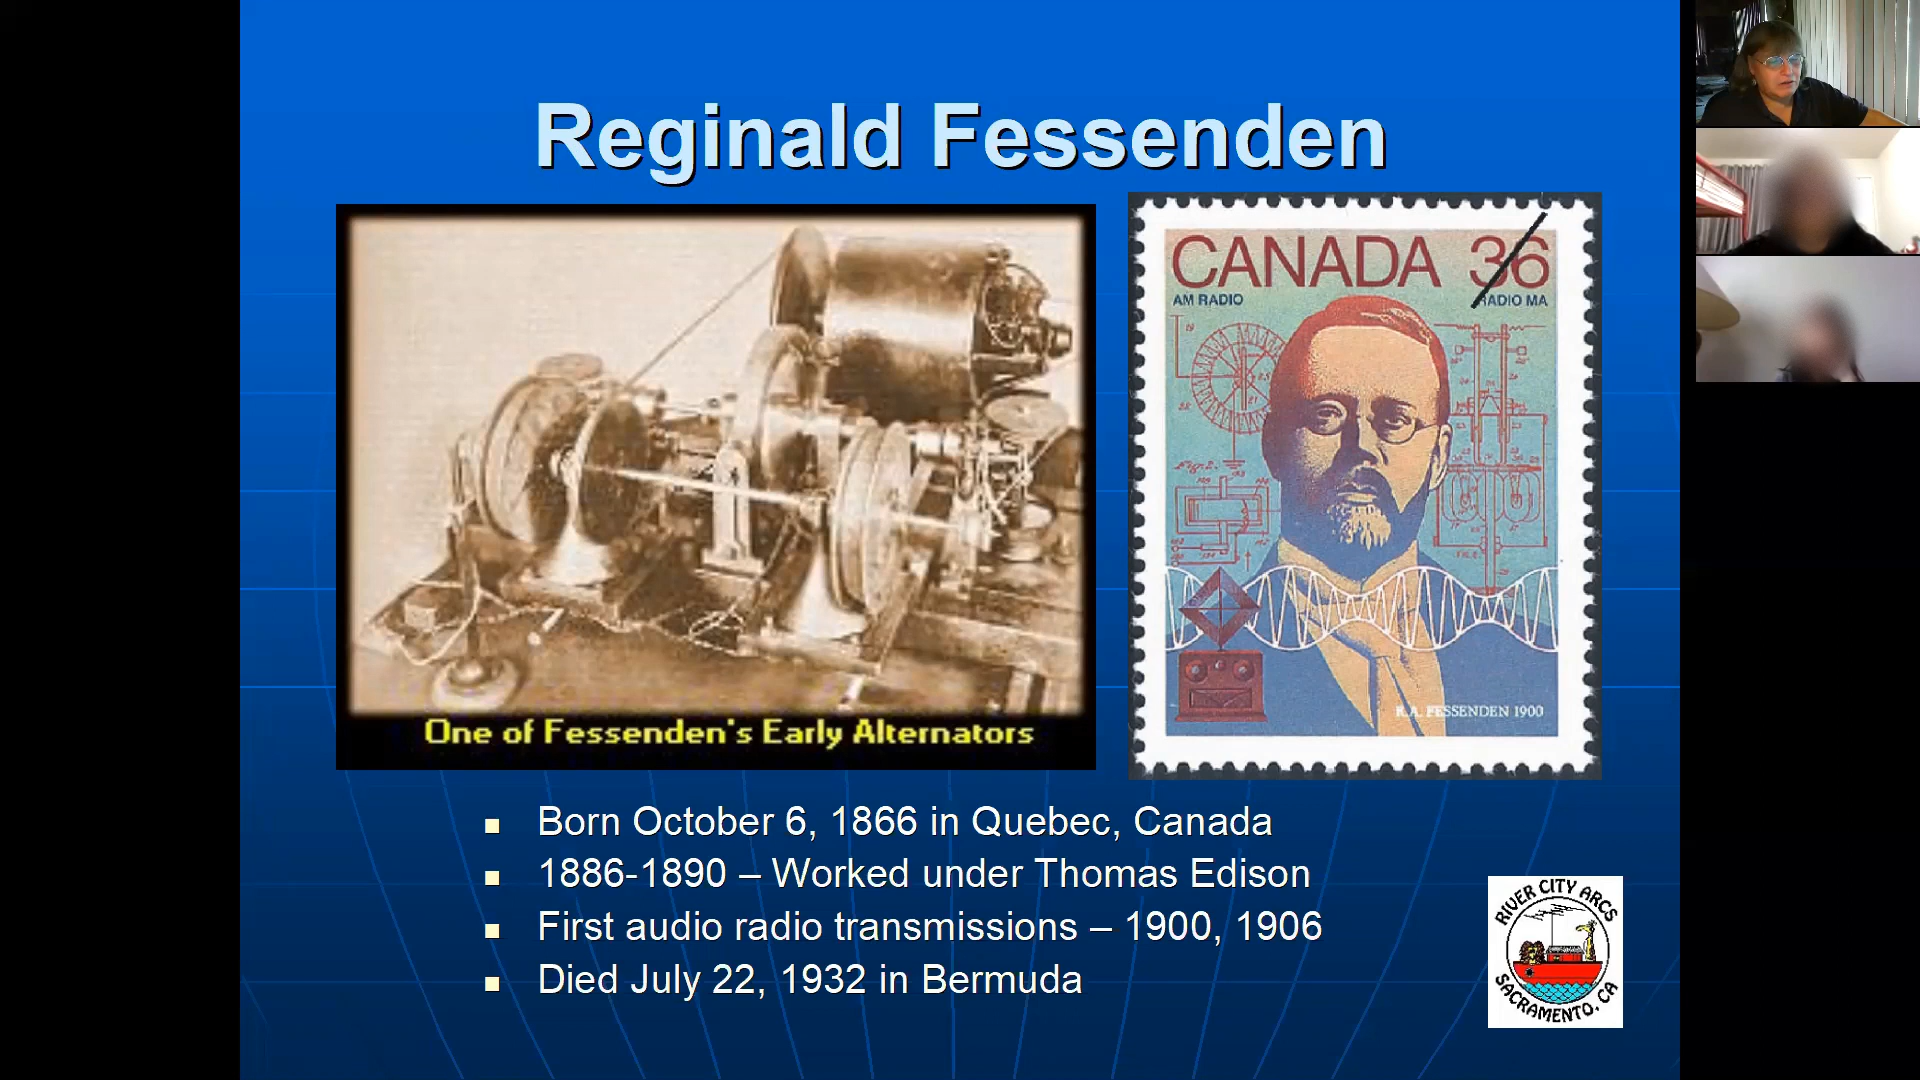 Reginald Fessenden
CANADA 36
AM RADIO RADIO MA
Fig. 2.
R.A. FESSENDEN 1900
One of Fessenden's Early Alternators
Born October 6, 1866 in Quebec, Canada
1886-1890 – Worked under Thomas Edison
First audio radio transmissions – 1900, 1906
Died July 22, 1932 in Bermuda
RIVER CITY ARCS
SACRAMENTO, CA